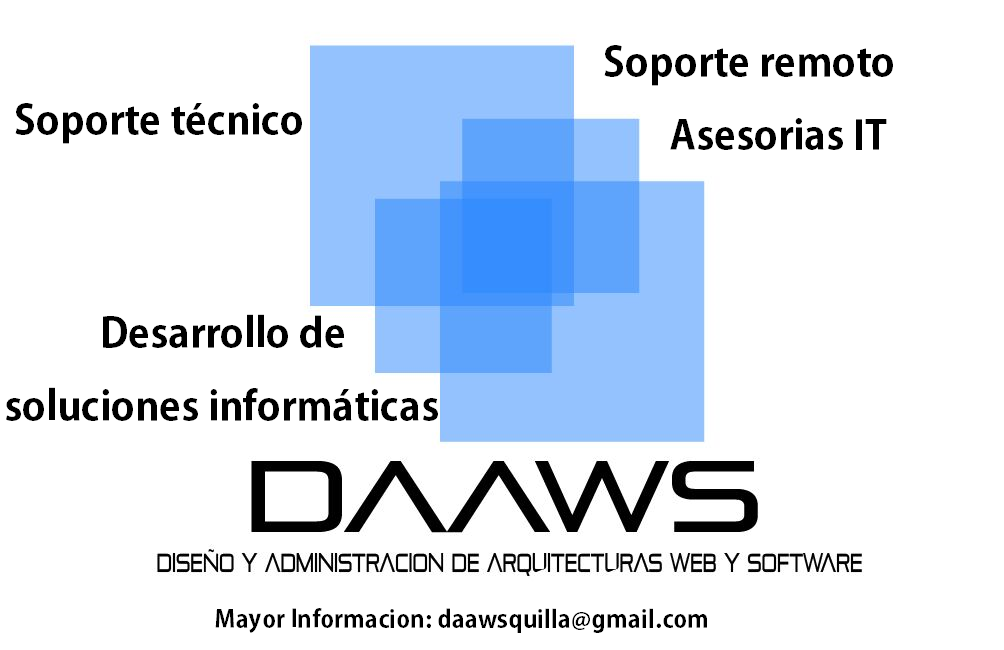 Soporte remoto
Soporte técnico
Asesorias IT
Desarrollo de
soluciones informáticas
DAAWS
DISEÑO Y ADMINISTRACION DE ARQUITECTURAS WEB Y SOFTWARE
Mayor Informacion: daawsquilla@gmail.com